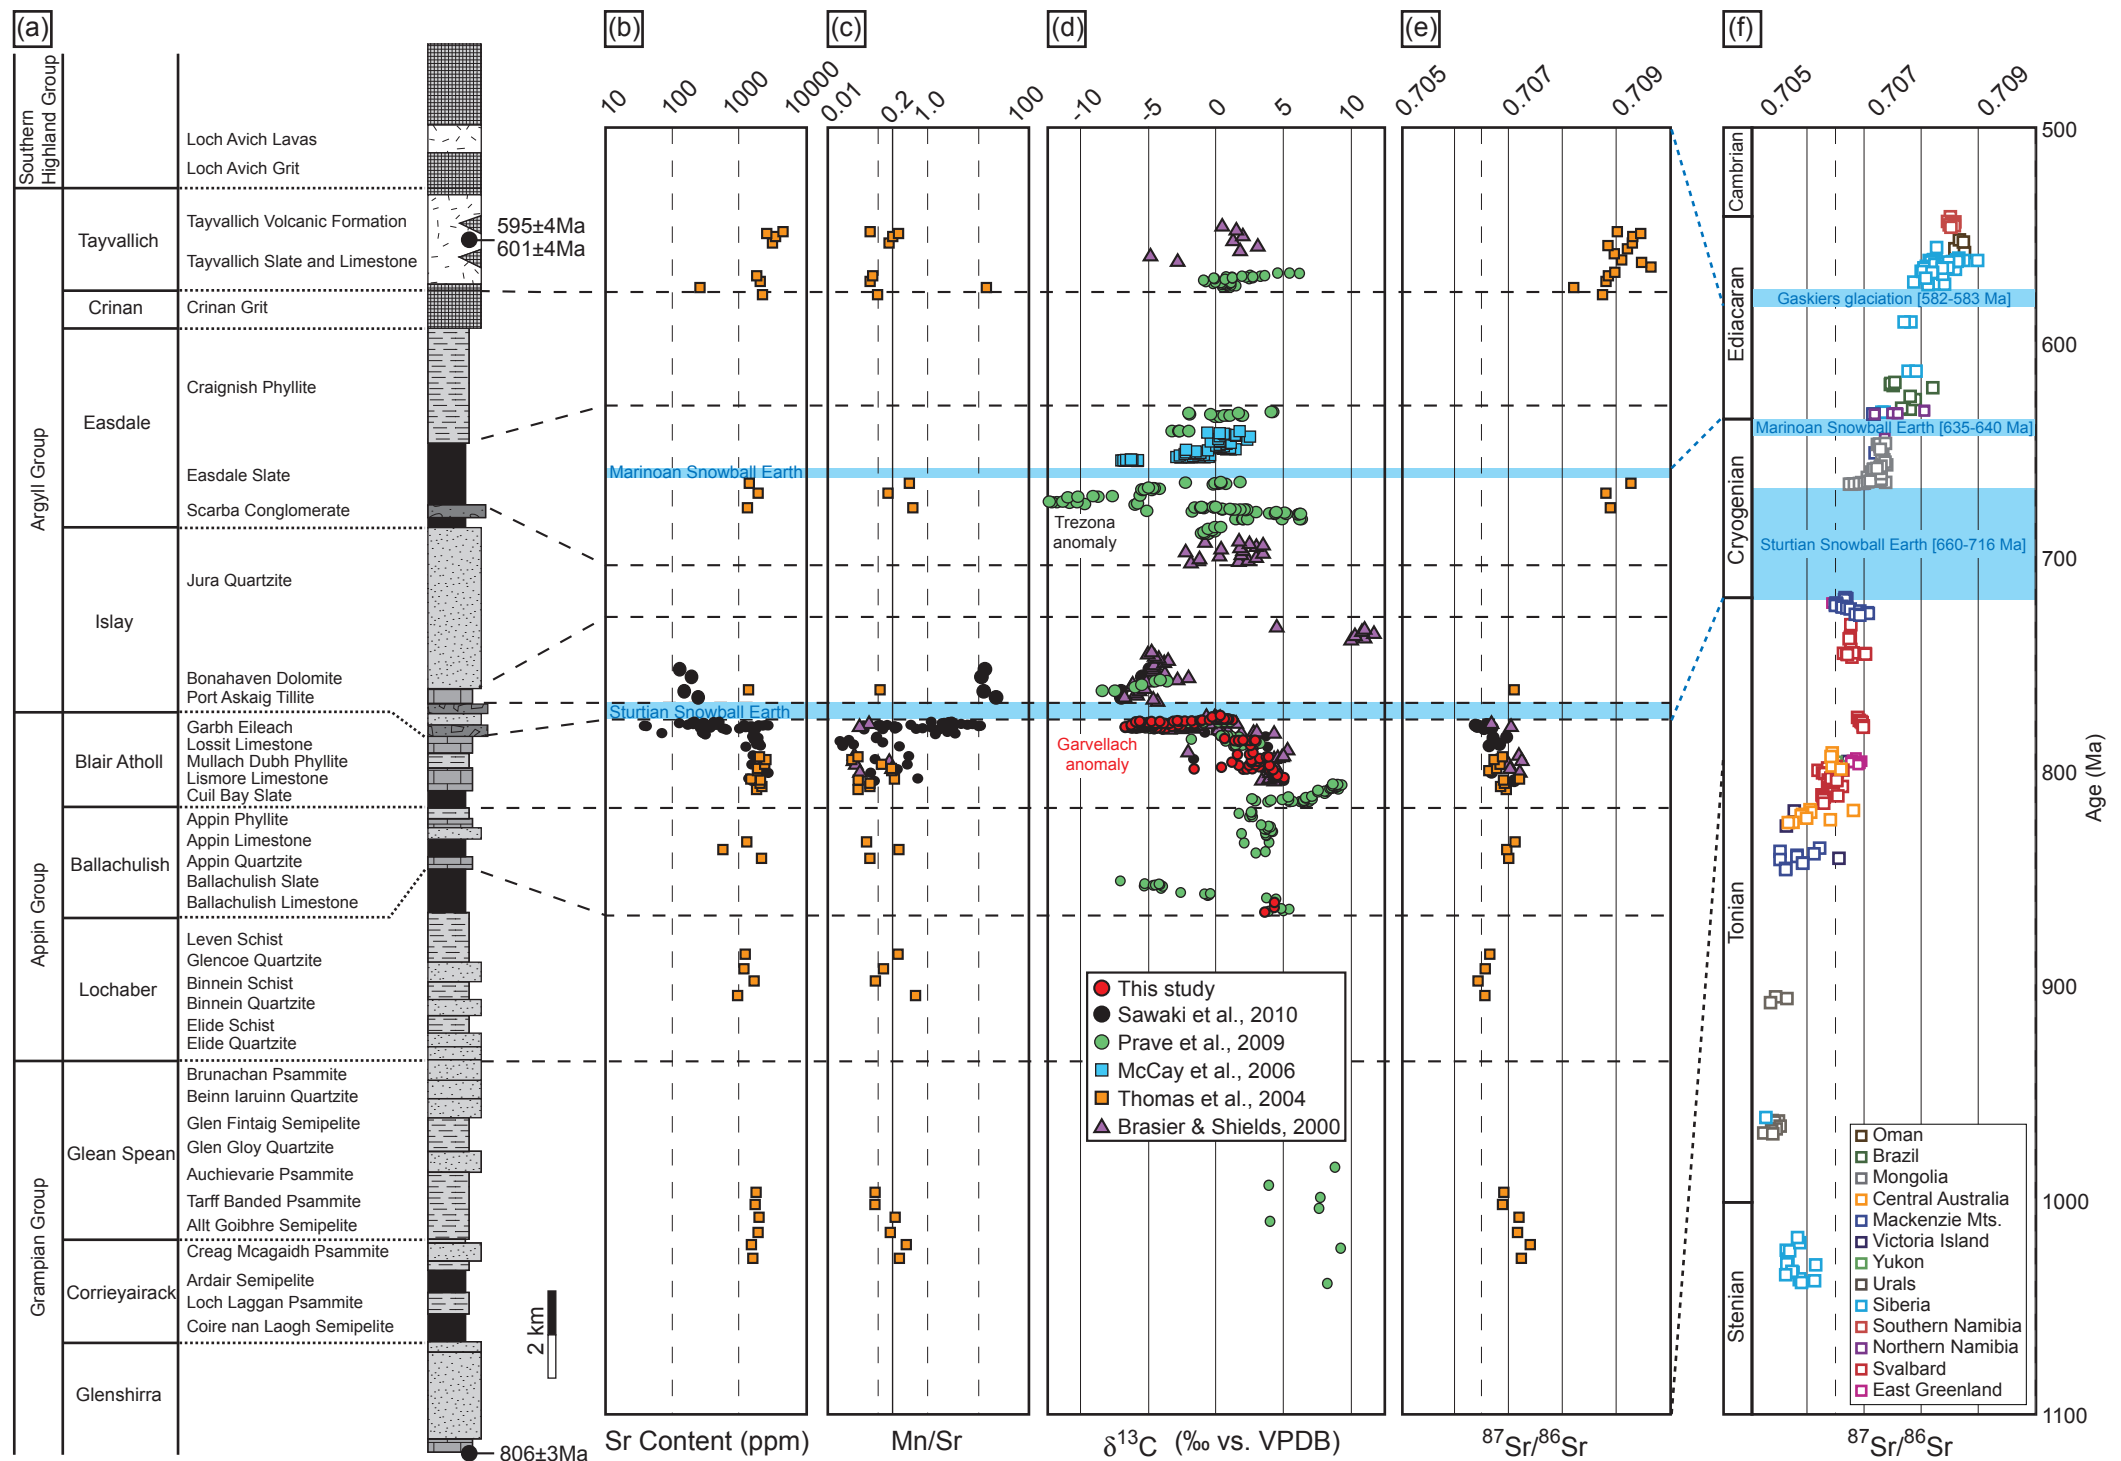 (a)
(b)
(c)
(d)
(e)
(f)
10
100
1000
10000
0.01
0.2
1.0
100
-10
-5
0
5
10
0.705
0.707
0.709
0.705
0.707
0.709
Southern
Highland Group
Argyll Group
Appin Group
Grampian Group
Tayvallich
Crinan
Easdale
Islay
Blair Atholl
Ballachulish
Lochaber
Glean Spean
Corrieyairack
Glenshirra
Loch Avich Lavas
Loch Avich Grit
Tayvallich Volcanic Formation
Tayvallich Slate and Limestone
Crinan Grit
Craignish Phyllite
Easdale Slate
Scarba Conglomerate
Jura Quartzite
Bonahaven Dolomite
Port Askaig Tillite
Garbh Eileach
Lossit Limestone
Mullach Dubh Phyllite
Lismore Limestone
Cuil Bay Slate
Appin Phyllite
Appin Limestone
Appin Quartzite
Ballachulish Slate
Ballachulish Limestone
Leven Schist
Glencoe Quartzite
Binnein Schist
Binnein Quartzite
Elide Schist
Elide Quartzite
Brunachan Psammite
Beinn Iaruinn Quartzite
Glen Fintaig Semipelite
Glen Gloy Quartzite
Auchievarie Psammite
Tarff Banded Psammite
Allt Goibhre Semipelite
Creag Mcagaidh Psammite
Ardair Semipelite
Loch Laggan Psammite
Coire nan Laogh Semipelite
595±4Ma
601±4Ma
806±3Ma
2 km
Marinoan Snowball Earth
Sturtian Snowball Earth
Trezona
anomaly
Garvellach
anomaly
This study
Sawaki et al., 2010
Prave et al., 2009
McCay et al., 2006
Thomas et al., 2004
Brasier & Shields, 2000
Sr Content (ppm)
Mn/Sr
δ13C (‰ vs. VPDB)
87Sr/86Sr
87Sr/86Sr
Cambrian
Ediacaran
Cryogenian
Tonian
Stenian
Gaskiers glaciation [582-583 Ma]
Marinoan Snowball Earth [635-640 Ma]
Sturtian Snowball Earth [660-716 Ma]
500
600
700
800
900
1000
1100
Age (Ma)
Oman
Brazil
Mongolia
Central Australia
Mackenzie Mts.
Victoria Island
Yukon
Urals
Siberia
Southern Namibia
Northern Namibia
Svalbard
East Greenland